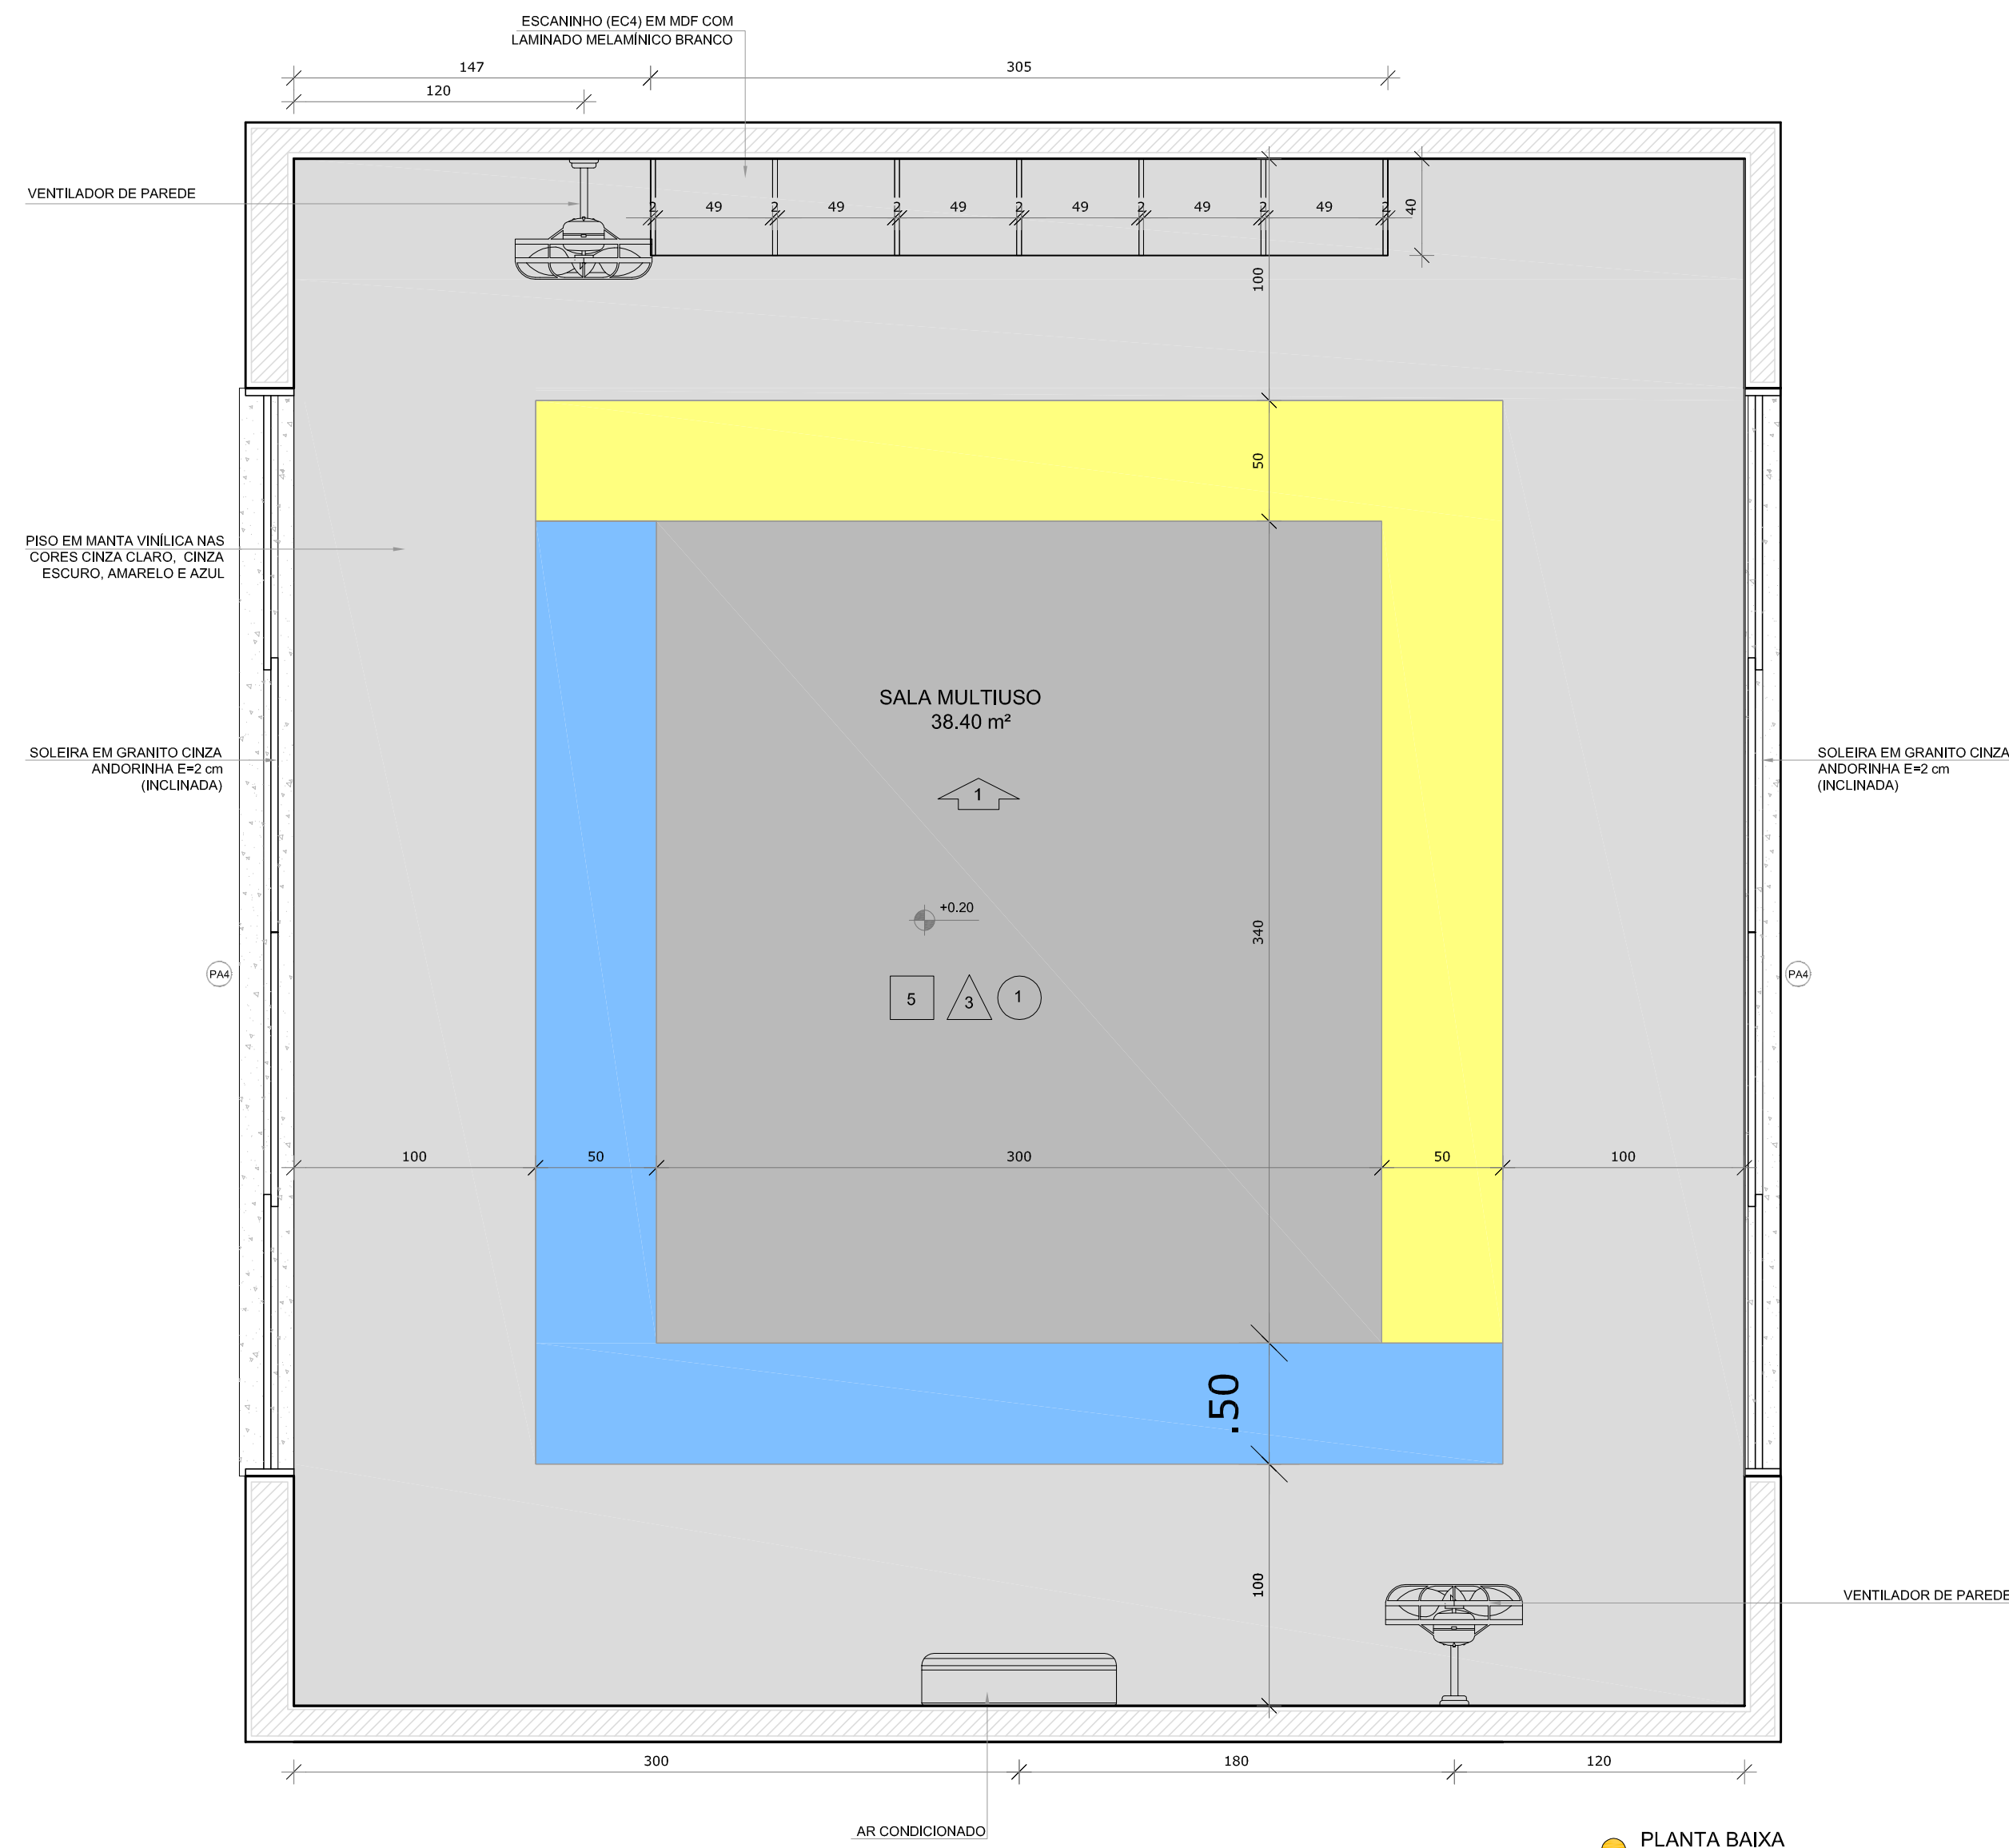 ESCANINHO (EC4) EM MDF COM
LAMINADO MELAMÍNICO BRANCO
147
305
120
VENTILADOR DE PAREDE
2
49
2
49
2
49
2
49
2
49
2
49
2
40
100
50
PISO EM MANTA VINÍLICA NAS
CORES CINZA CLARO, CINZA
ESCURO, AMARELO E AZUL
SALA MULTIUSO
38.40 m²
SOLEIRA EM GRANITO CINZA
ANDORINHA E=2 cm
(INCLINADA)
SOLEIRA EM GRANITO CINZA
ANDORINHA E=2 cm
(INCLINADA)
1
+0.20
340
PA4
PA4
5
3
1
100
50
300
50
100
.50
100
VENTILADOR DE PAREDE
300
180
120
AR CONDICIONADO
PLANTA BAIXA